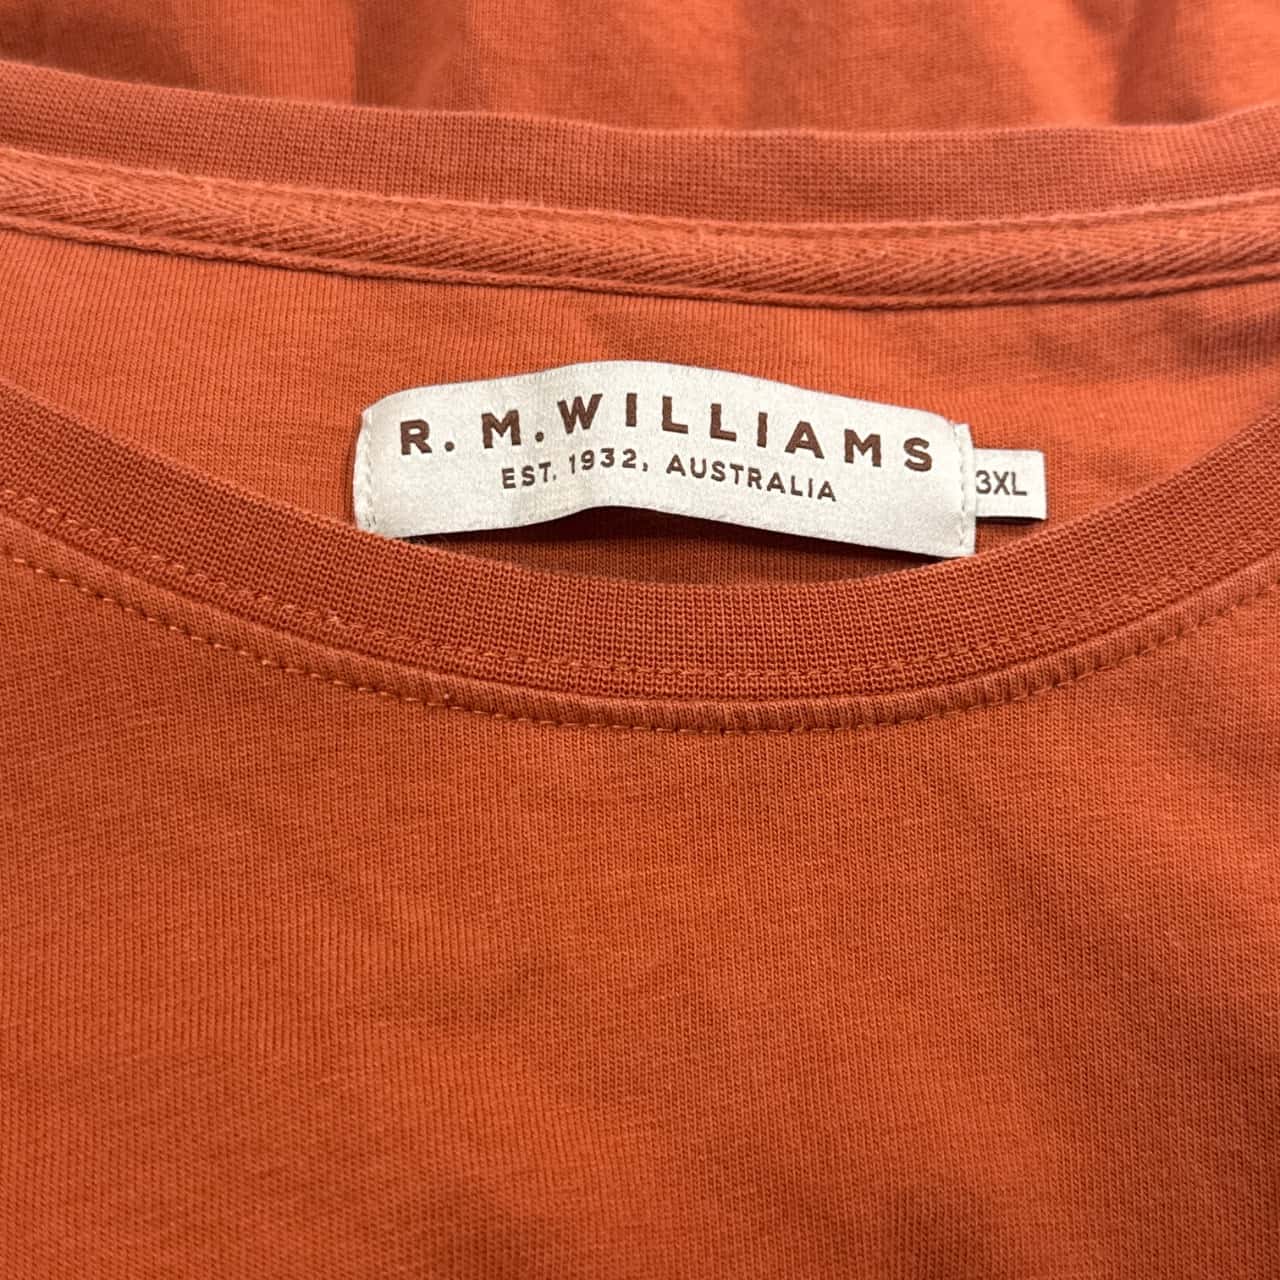 R. M. WILLIAMS
EST. 1932, AUSTRALIA
3XL